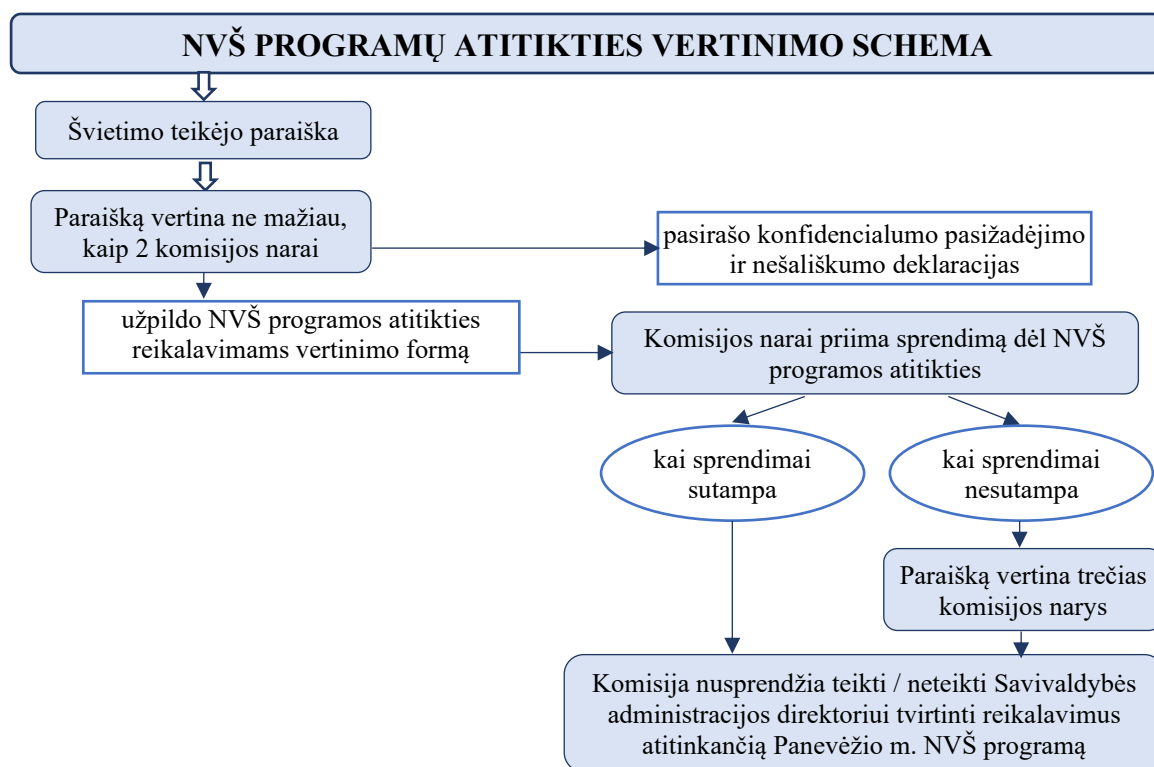 NVŠ PROGRAMŲ ATITIKTIES VERTINIMO SCHEMA
Švietimo teikėjo paraiška
Paraišką vertina ne mažiau,
kaip 2 komisijos narai
pasirašo konfidencialumo pasižadėjimo
ir nešališkumo deklaracijas
užpildo NVŠ programos atitikties
reikalavimams vertinimo formą
Komisijos narai priima sprendimą dėl NVŠ
programos atitikties
kai sprendimai
sutampa
kai sprendimai
nesutampa
Paraišką vertina trečias
komisijos narys
Komisija nusprendžia teikti / neteikti Savivaldybės
administracijos direktoriui tvirtinti reikalavimus
atitinkančią Panevėžio m. NVŠ programą